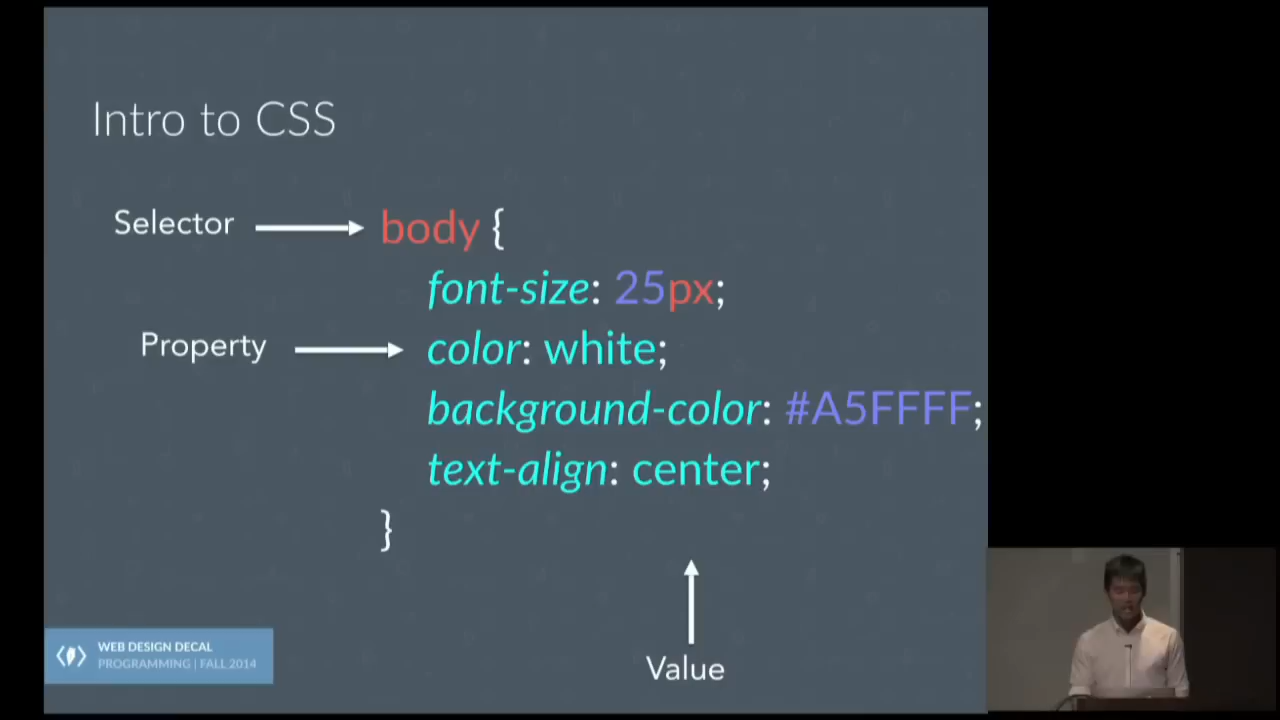 Intro to CSS
Selector
body {
font-size: 25px;
Property
color: white;
background-color: #A5FFFF;
text-align: center;
}
Value
WEB DESIGN DECAL
PROGRAMMING | FALL 2014